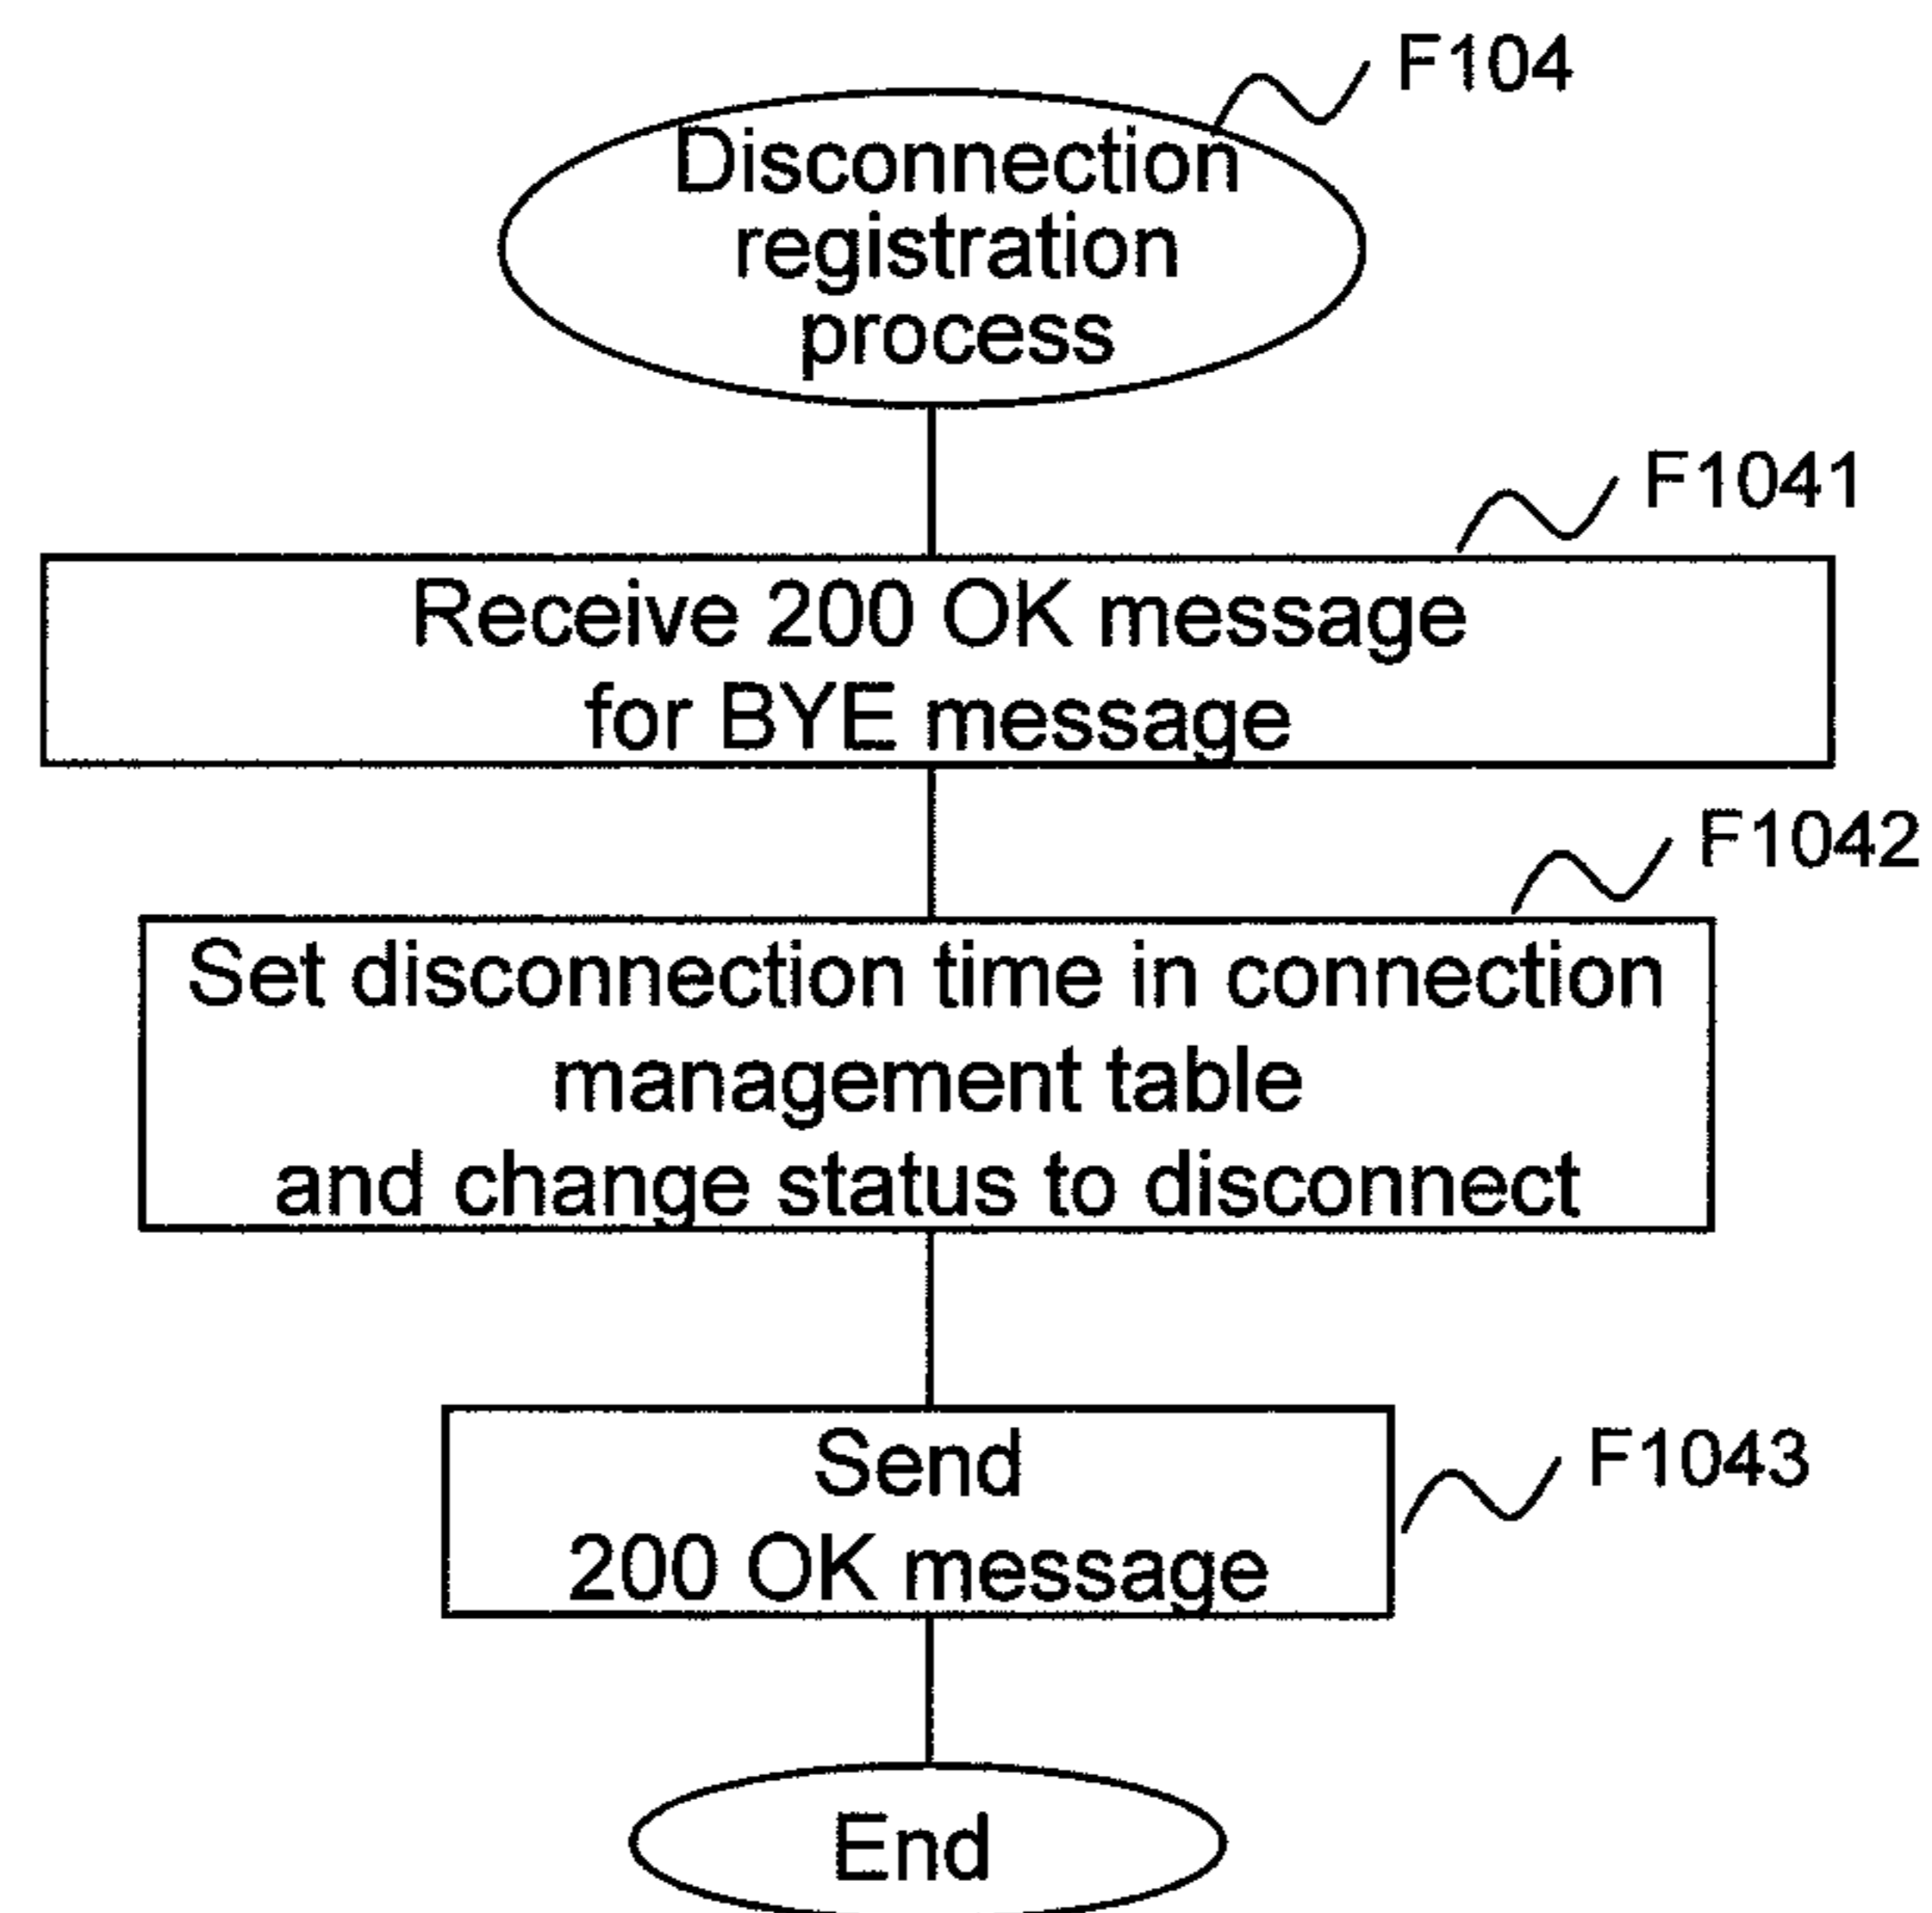 F104
Disconnection
registration
process
F1041
Receive 200 OK message
for BYE message
F1042
Set disconnection time in connection
management table
and change status to disconnect
Send
200 OK message
F1043
End